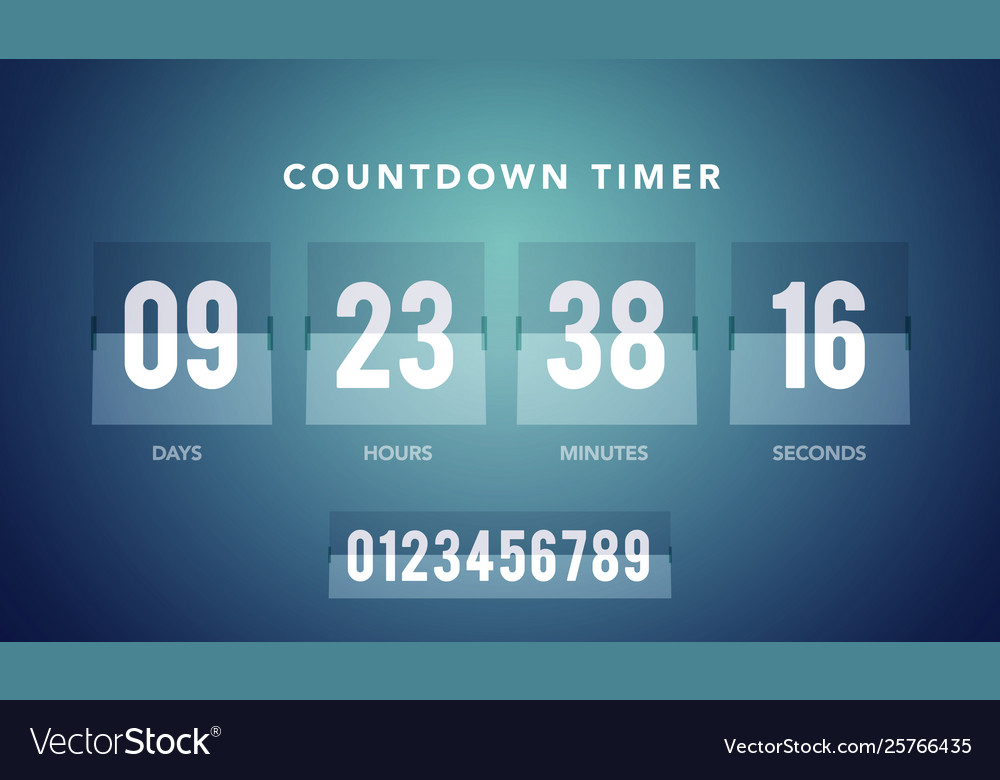 COUNTDOWN TIMER
09 23 38 16
DAYS HOURS MINUTES SECONDS
0123456789
VectorStock® VectorStock.com/25766435